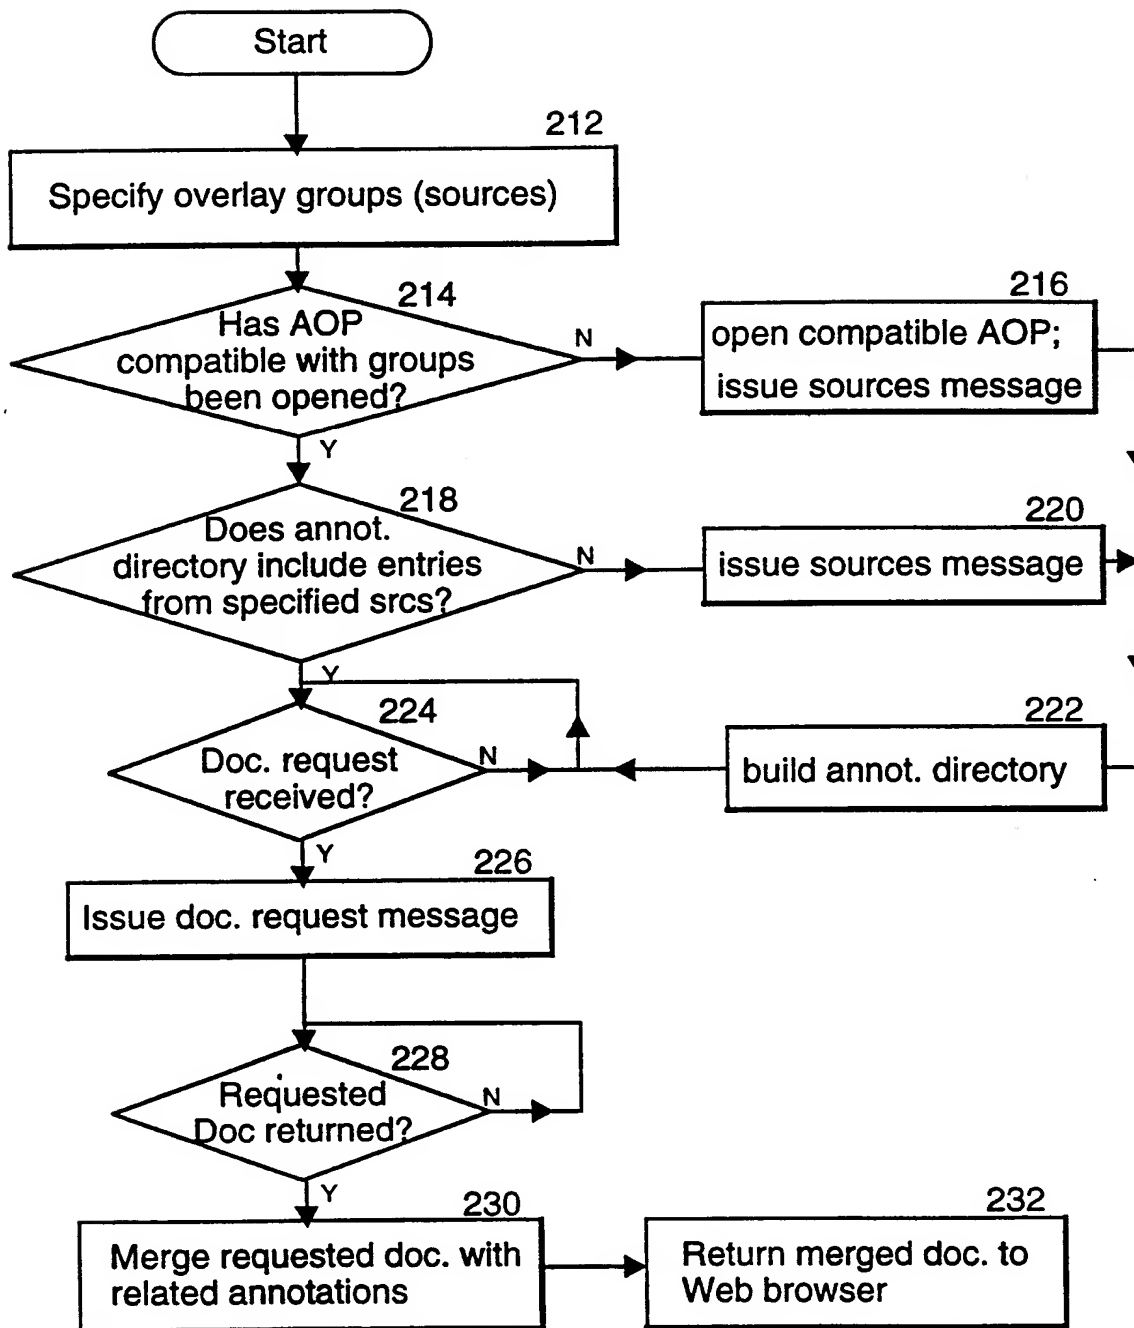 Start
212
Specify overlay groups (sources)
214
Has AOP
compatible with groups
been opened?
N
216
open compatible AOP;
issue sources message
Y
218
Does annot.
directory include entries
from specified srcs?
N
220
issue sources message
Y
224
Doc. request
received?
N
222
build annot. directory
Y
226
Issue doc. request message
228
Requested
Doc returned?
N
Y
230
Merge requested doc. with
related annotations
232
Return merged doc. to
Web browser